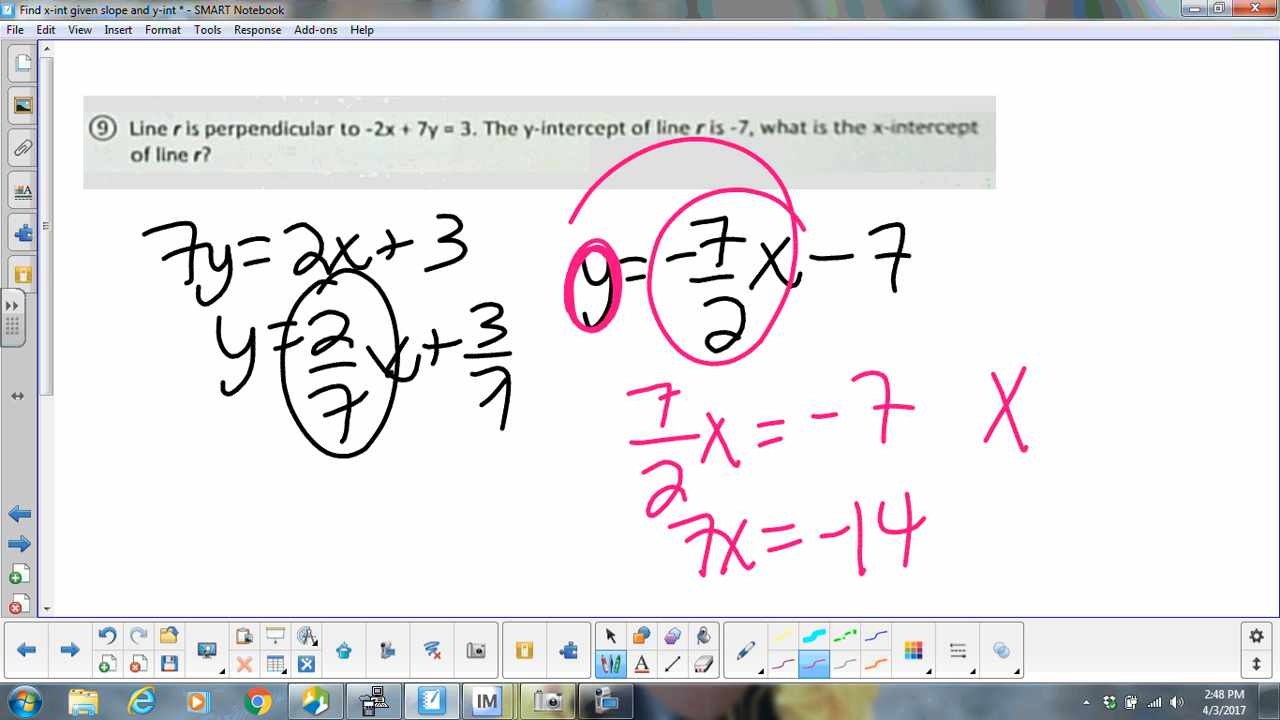 Find x-int given slope and y-int * - SMART Notebook
File Edit View Insert Format Tools Response Add-ons Help
9 Line r is perpendicular to -2x + 7y = 3. The y-intercept of line r is -7, what is the x-intercept
of line r?
7y = 2x + 3
y = 2/7 x + 3/7
y = -7/2 x - 7
7/2 x = -7 X
7x = -14
IM
2:48 PM
4/3/2017